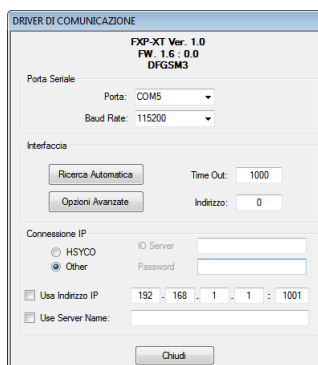 DRIVER DI COMUNICAZIONE
FXP-XT Ver. 1.0
FW. 1.6 : 0.0
DFGSM3
Porta Seriale
Porta: COM5
Baud Rate: 115200
Interfaccia
Ricerca Automatica Time Out: 1000
Opzioni Avanzate Indirizzo: 0
Connessione IP
HSYCO IO Server
Other Password
Usa Indirizzo IP 192 . 168 . 1 . 1 : 1001
Use Server Name:
Chiudi